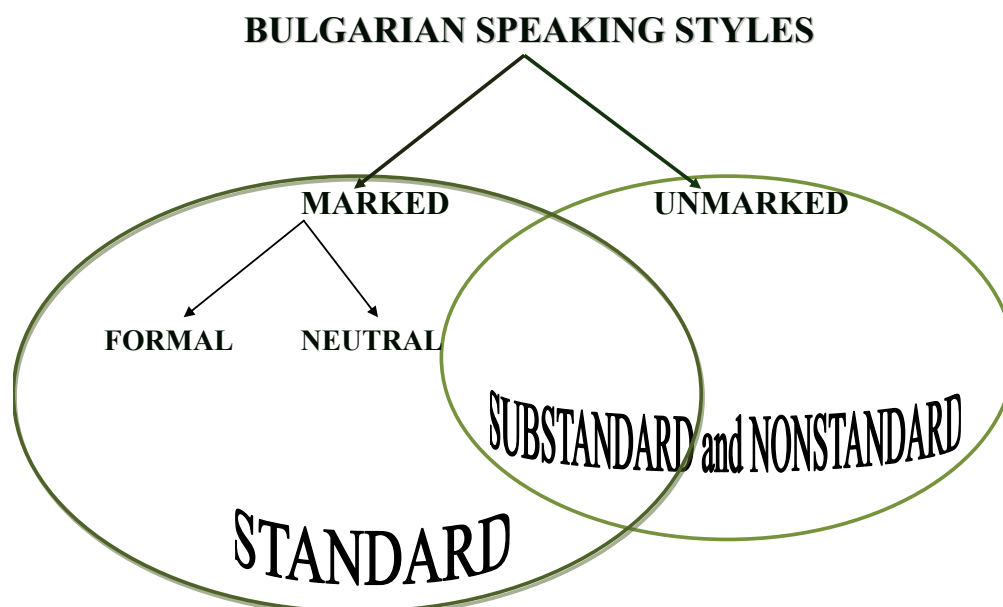 BULGARIAN SPEAKING STYLES
MARKED
UNMARKED
FORMAL
NEUTRAL
SUBSTANDARD and NONSTANDARD
STANDARD